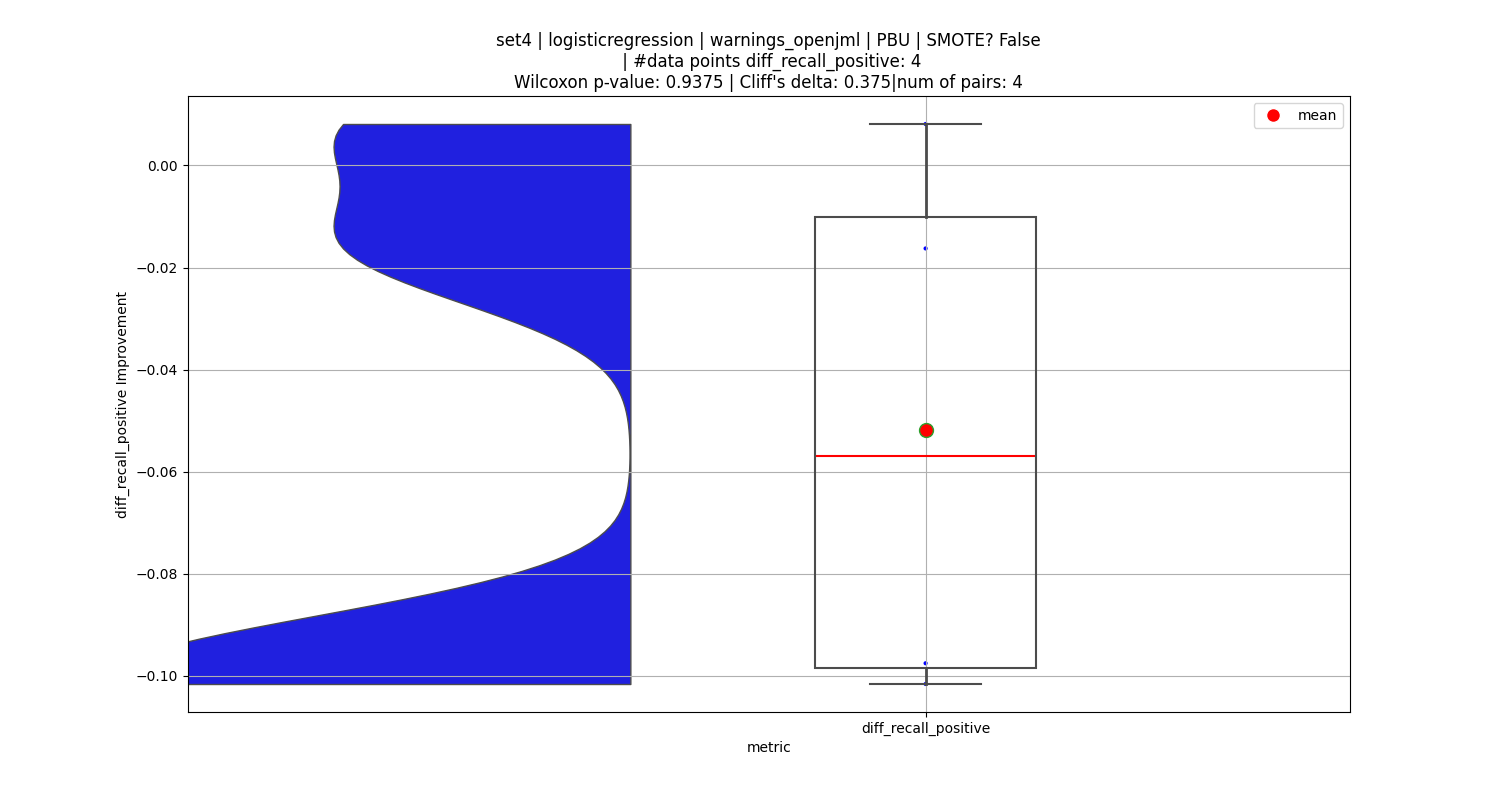 set4 | logisticregression | warnings_openjml | PBU | SMOTE? False
| #data points diff_recall_positive: 4
Wilcoxon p-value: 0.9375 | Cliff's delta: 0.375|num of pairs: 4
mean
0.00
−0.02
−0.04
−0.06
−0.08
−0.10
diff_recall_positive Improvement
diff_recall_positive
metric